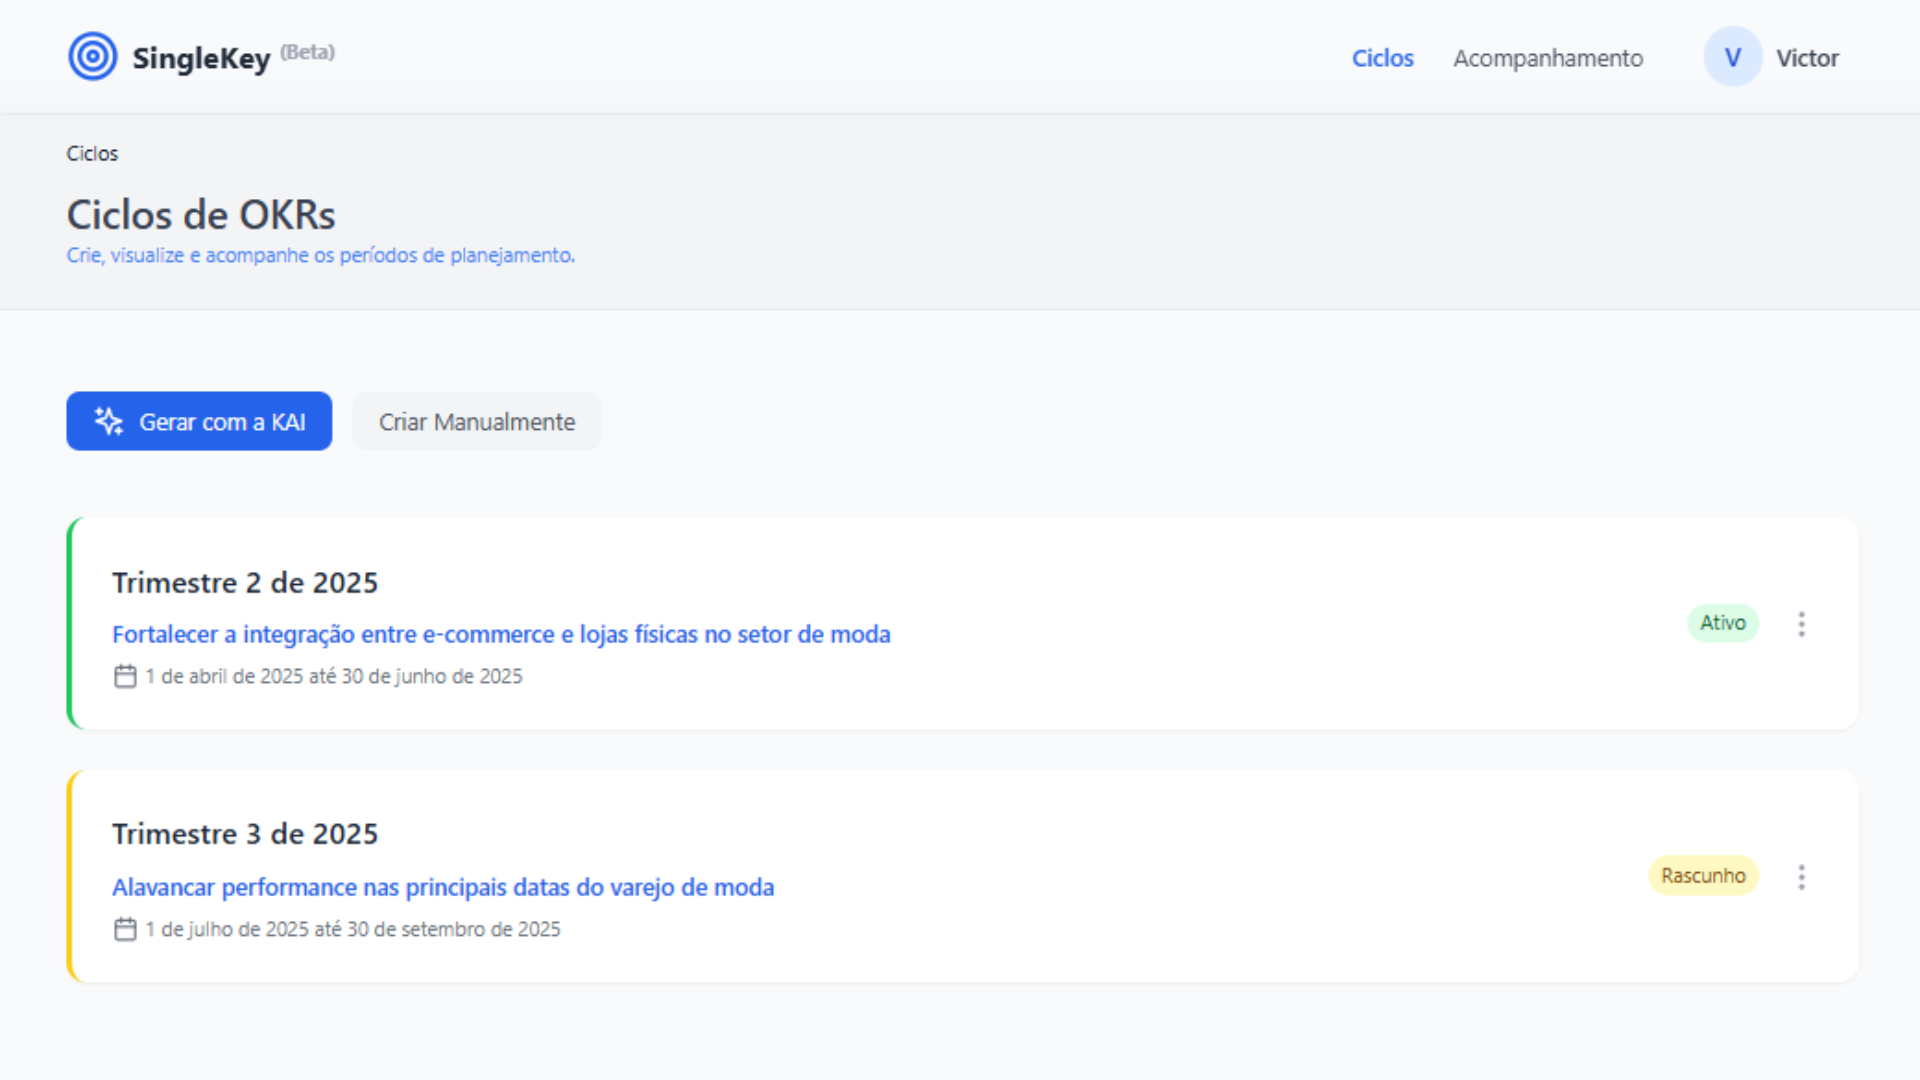 SingleKey (Beta)
Ciclos
Acompanhamento
V
Victor
Ciclos
Ciclos de OKRs
Crie, visualize e acompanhe os períodos de planejamento.
Gerar com a KAI
Criar Manualmente
Trimestre 2 de 2025
Fortalecer a integração entre e-commerce e lojas físicas no setor de moda
1 de abril de 2025 até 30 de junho de 2025
Ativo
Trimestre 3 de 2025
Alavancar performance nas principais datas do varejo de moda
1 de julho de 2025 até 30 de setembro de 2025
Rascunho